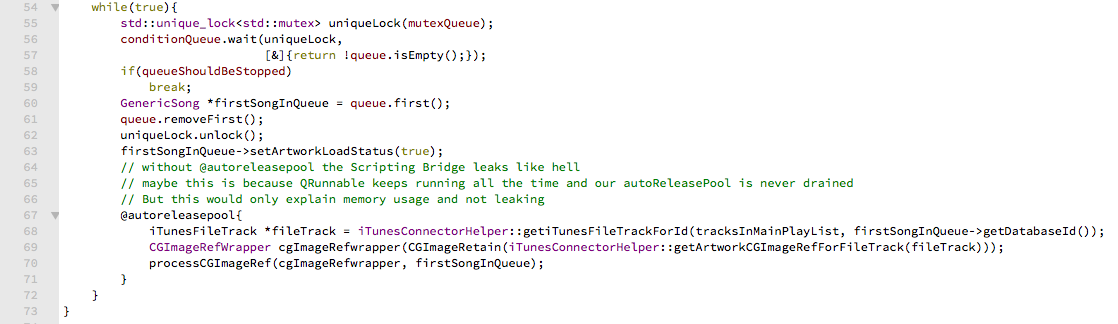 54 while(true){
55 std::unique_lock<std::mutex> uniqueLock(mutexQueue);
56 conditionQueue.wait(uniqueLock,
57 [&]{return !queue.isEmpty();});
58 if(queueShouldBeStopped)
59 break;
60 GenericSong *firstSongInQueue = queue.first();
61 queue.removeFirst();
62 uniqueLock.unlock();
63 firstSongInQueue->setArtworkLoadStatus(true);
64 // without @autoreleasepool the Scripting Bridge leaks like hell
65 // maybe this is because QRunnable keeps running all the time and our autoReleasePool is never drained
66 // But this would only explain memory usage and not leaking
67 @autoreleasepool{
68 iTunesFileTrack *fileTrack = iTunesConnectorHelper::getiTunesFileTrackForId(tracksInMainPlayList, firstSongInQueue->getDatabaseId());
69 CGImageRefWrapper cgImageRefwrapper(CGImageRetain(iTunesConnectorHelper::getArtworkCGImageRefForFileTrack(fileTrack)));
70 processCGImageRef(cgImageRefwrapper, firstSongInQueue);
71 }
72 }
73 }